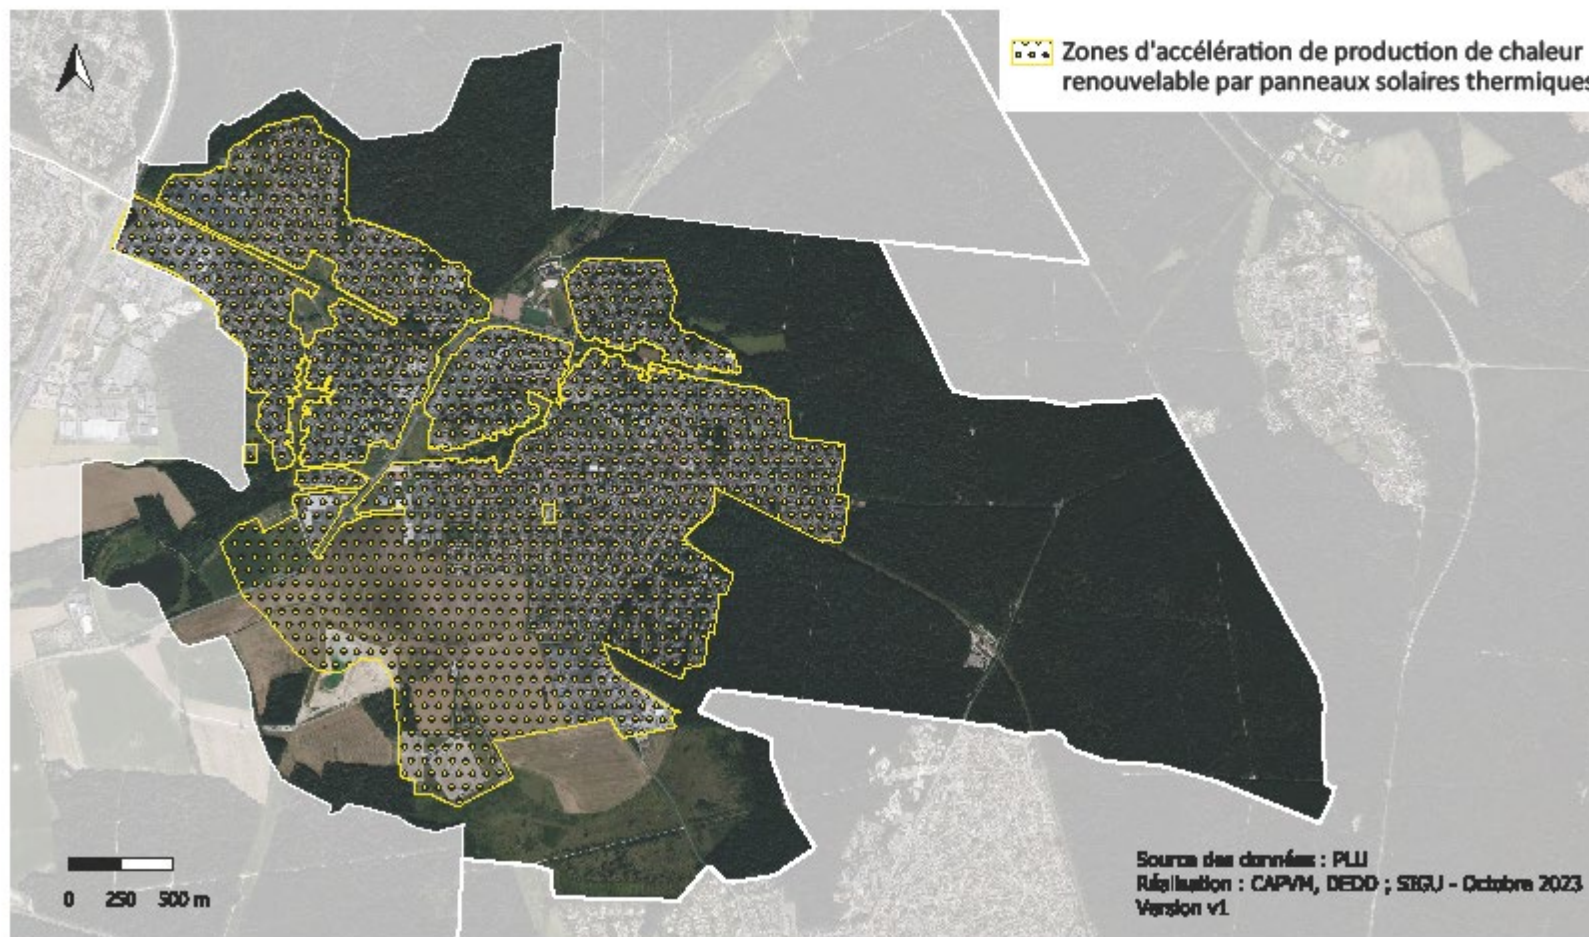 Zones d'accélération de production de chaleur
renouvelable par panneaux solaires thermiques
0 250 500 m
Source des données : PLU
Réalisation : CAPVM, DEDD ; SIGU - Octobre 2023
Version v1